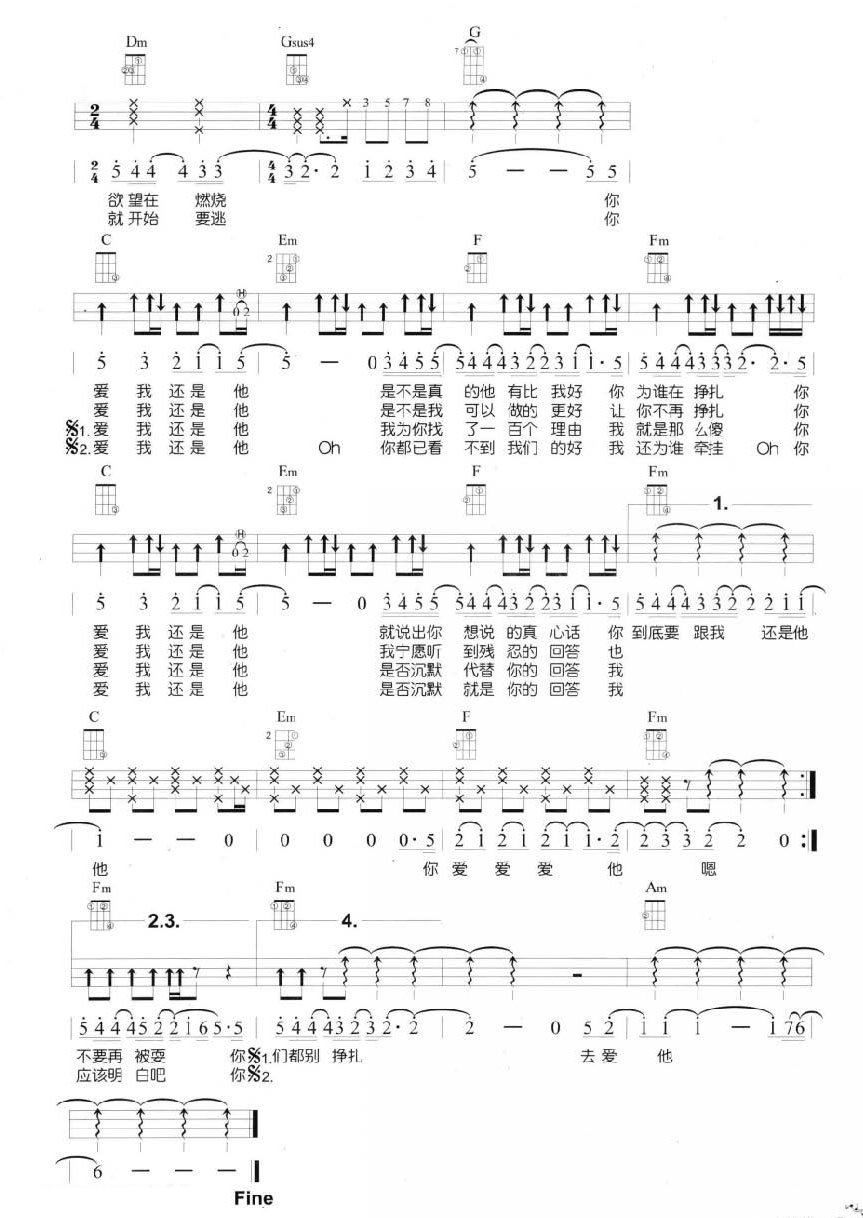 Dm Gsus4 G
7
2 4 4 4 3 5 7 8
2 4 5 4 4 4 3 3 4 4 3 2· 2 1 2 3 4 5 — — 5 5
欲 望在 燃烧 你
就 开始 要逃 你
C Em F Fm
2
H
0 2
5 3 2 1 1 5 5 — 0 3 4 5 5 5 4 4 4 3 2 2 3 1 1· 5 5 4 4 4 3 3 3 2· 2· 5
爱 我 还 是 他 是不是真 的他 有比 我好 你 为谁在 挣扎 你
爱 我 还 是 他 是不是我 可以 做的 更好 让 你不再 挣扎 你
𝄋1. 爱 我 还 是 他 我为你找 了一 百个 理由 我 就是那 么傻 你
𝄋2. 爱 我 还 是 他 Oh 你都已看 不到 我们 的好 我 还为谁 牵挂 Oh 你
C Em F Fm
2 1.
H
0 2
5 3 2 1 1 5 5 — 0 3 4 5 5 5 4 4 4 3 2 2 3 1 1· 5 5 4 4 4 3 3 2 2 2 1 1
爱 我 还 是 他 就说出你 想说 的真 心话 你 到底要 跟我 还是他
爱 我 还 是 他 我宁愿听 到残 忍的 回答 也
爱 我 还 是 他 是否沉默 代替 你的 回答 我
爱 我 还 是 他 是否沉默 就是 你的 回答 我
C Em F Fm
2
1 — — 0 0 0 0 0· 5 2 1 2 1 2 1 1· 2 2 3 3 2 2 0
他 你 爱 爱 爱 他 嗯
Fm Fm Am
2.3. 4.
5 4 4 4 5 2 2 1 6 5· 5 5 4 4 4 3 2 3 2· 2 2 — 0 5 2 1 1 1 — 1 7 6
不要再 被耍 你𝄋1. 们都别 挣扎 去 爱 他
应该明 白吧 你𝄋2.
6 — — —
Fine